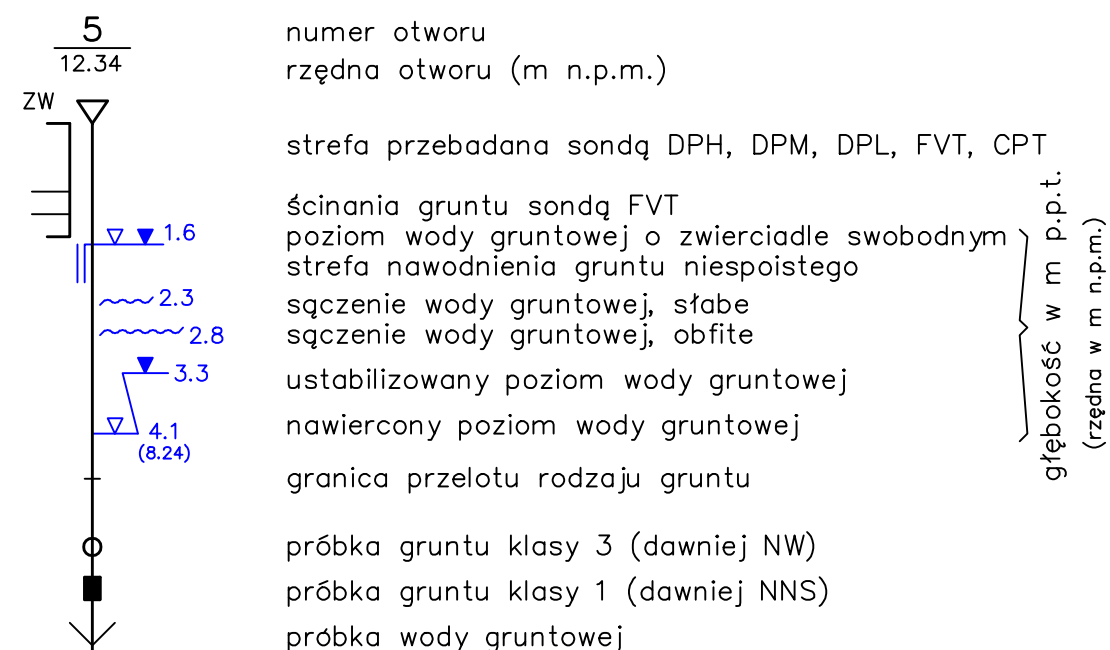 5 numer otworu
12.34 rzędna otworu (m n.p.m.)
ZW
strefa przebadana sondą DPH, DPM, DPL, FVT, CPT
ścinania gruntu sondą FVT
1.6 poziom wody gruntowej o zwierciadle swobodnym
strefa nawodnienia gruntu niespoistego
2.3 sączenie wody gruntowej, słabe
2.8 sączenie wody gruntowej, obfite
3.3 ustabilizowany poziom wody gruntowej
4.1 nawiercony poziom wody gruntowej
(8.24)
granica przelotu rodzaju gruntu
próbka gruntu klasy 3 (dawniej NW)
próbka gruntu klasy 1 (dawniej NNS)
próbka wody gruntowej
głębokość w m p.p.t.
(rzędna w m n.p.m.)